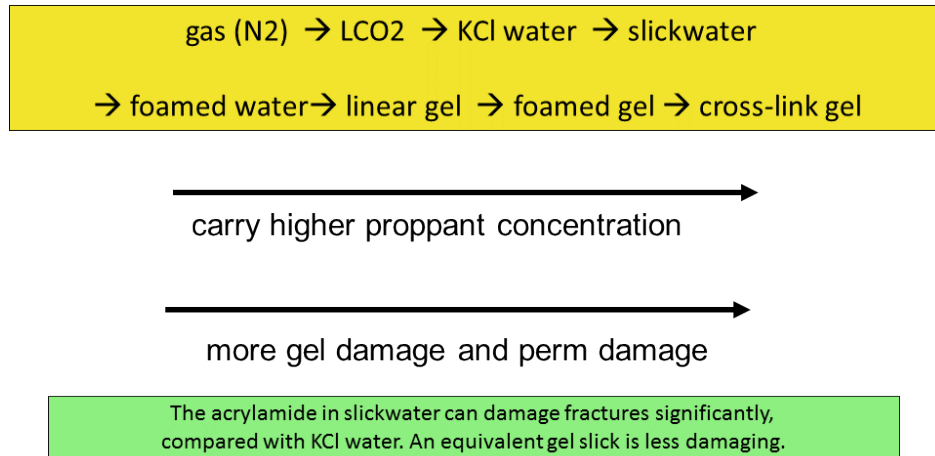 gas (N2) → LCO2 → KCl water → slickwater
→ foamed water→ linear gel → foamed gel → cross-link gel
carry higher proppant concentration
more gel damage and perm damage
The acrylamide in slickwater can damage fractures significantly,
compared with KCl water. An equivalent gel slick is less damaging.